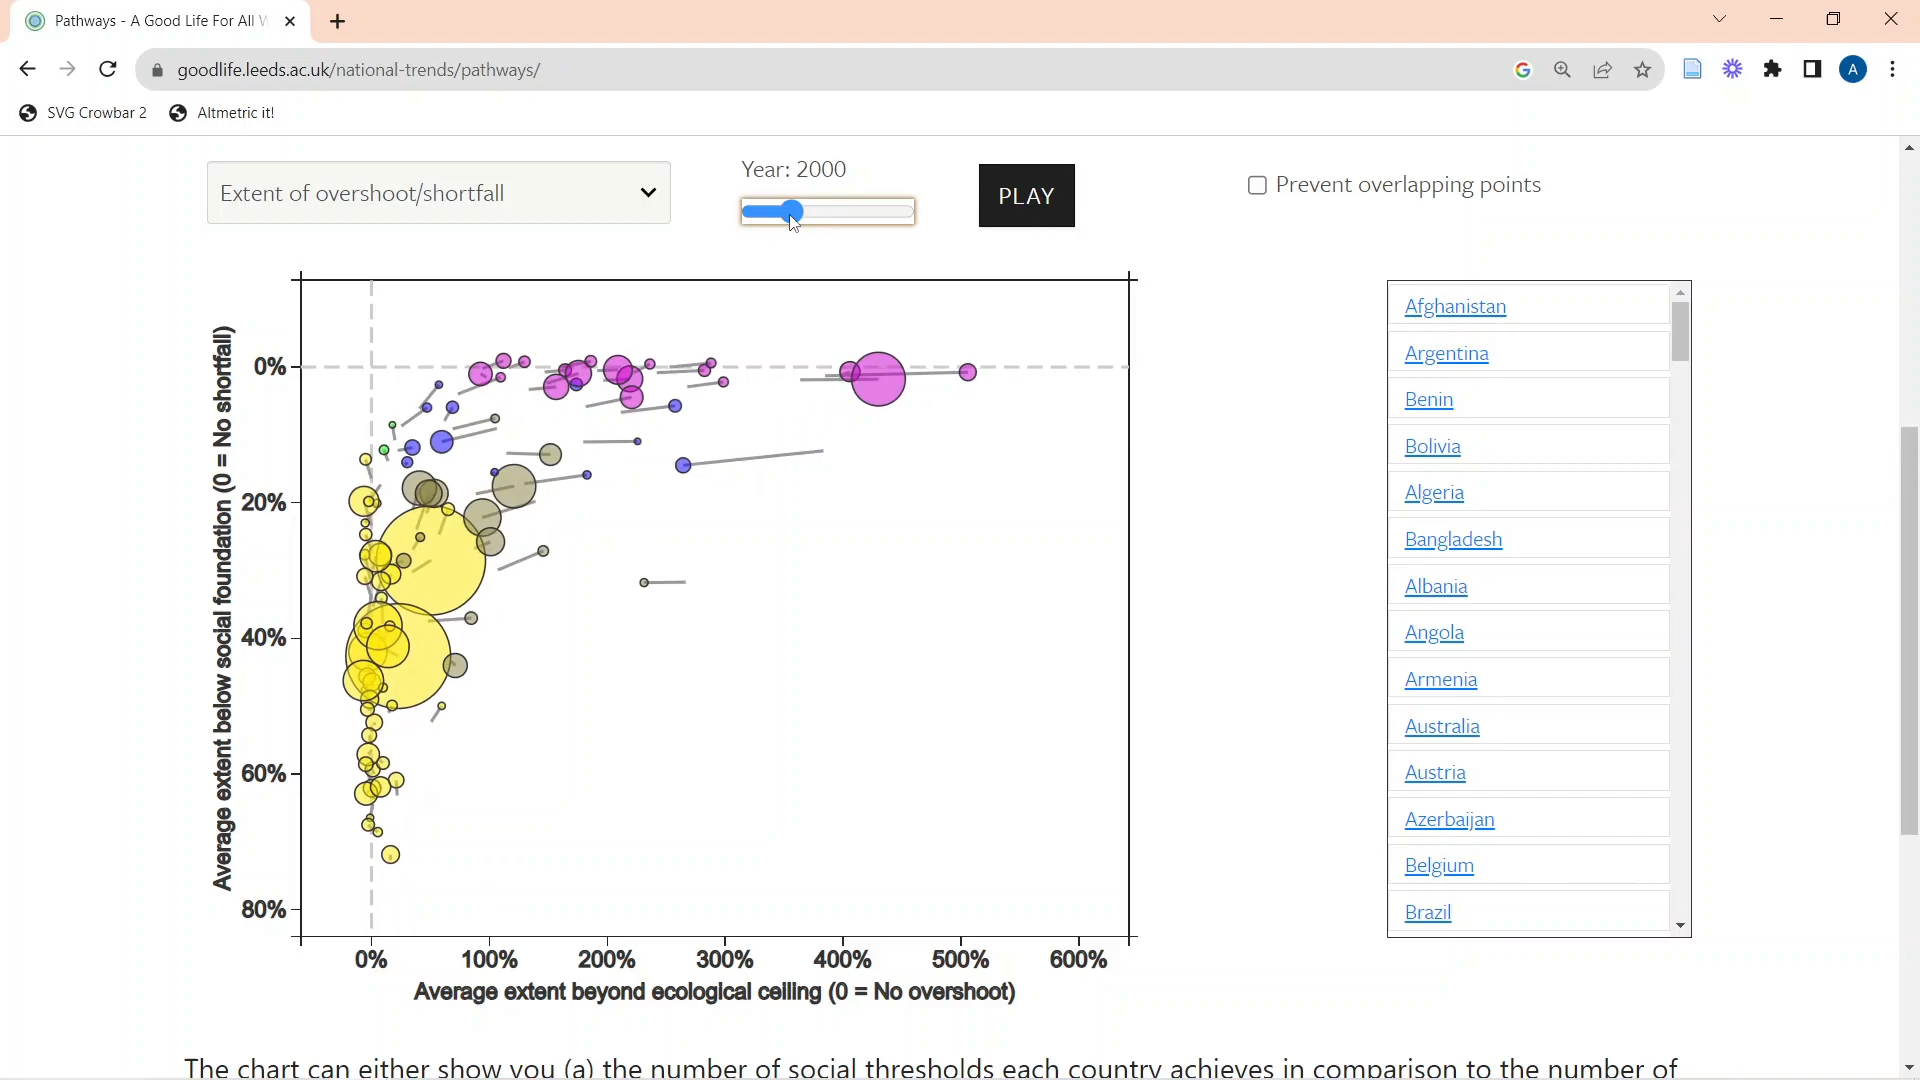 Pathways - A Good Life For All W
goodlife.leeds.ac.uk/national-trends/pathways/
A
SVG Crowbar 2
Altmetric it!
Extent of overshoot/shortfall
Year: 2000
PLAY
Prevent overlapping points
Average extent below social foundation (0 = No shortfall)
0%
20%
40%
60%
80%
0% 100% 200% 300% 400% 500% 600%
Average extent beyond ecological ceiling (0 = No overshoot)
Afghanistan
Argentina
Benin
Bolivia
Algeria
Bangladesh
Albania
Angola
Armenia
Australia
Austria
Azerbaijan
Belgium
Brazil
The chart can either show you (a) the number of social thresholds each country achieves in comparison to the number of